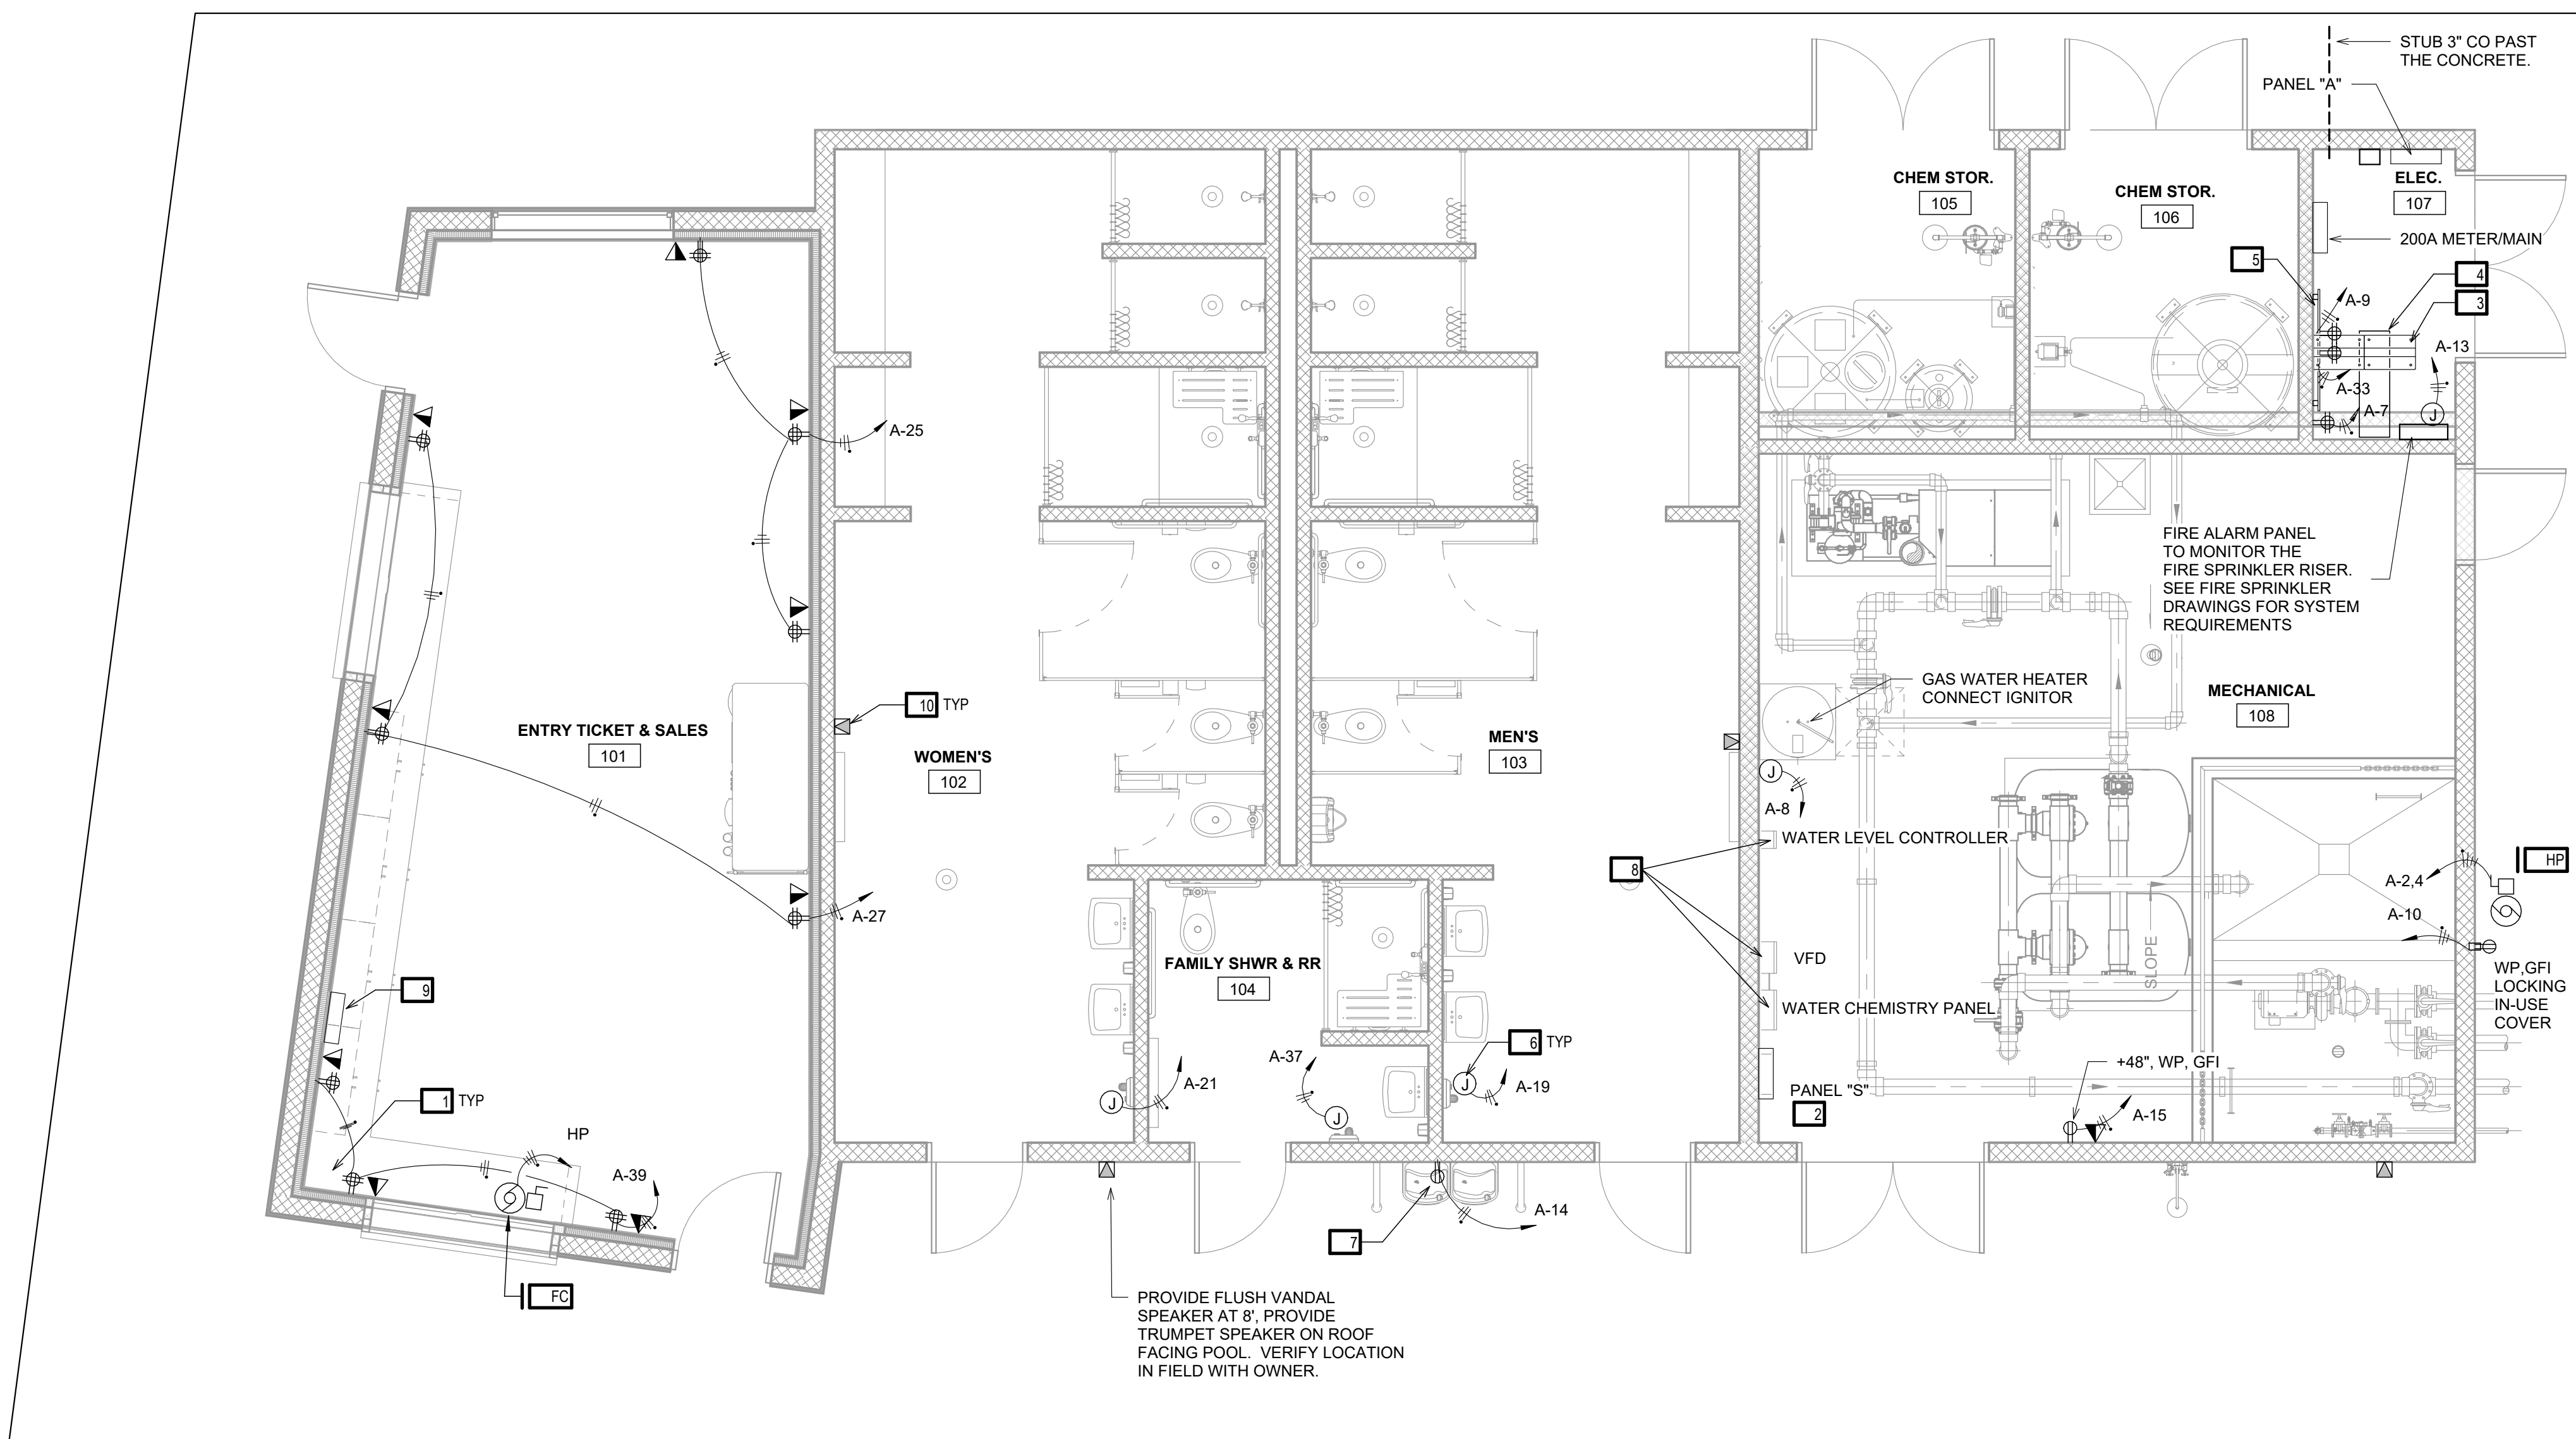 STUB 3" CO PAST
THE CONCRETE.
PANEL "A"
CHEM STOR.
105
CHEM STOR.
106
ELEC.
107
200A METER/MAIN
5
4
3
A-9
A-13
A-33
A-7
J
A-25
FIRE ALARM PANEL
TO MONITOR THE
FIRE SPRINKLER RISER.
SEE FIRE SPRINKLER
DRAWINGS FOR SYSTEM
REQUIREMENTS
GAS WATER HEATER
CONNECT IGNITOR
MECHANICAL
108
10 TYP
ENTRY TICKET & SALES
101
WOMEN'S
102
MEN'S
103
J
A-8
WATER LEVEL CONTROLLER
8
HP
A-2,4
A-10
A-27
VFD
SLOPE
FAMILY SHWR & RR
104
WP,GFI
LOCKING
IN-USE
COVER
9
WATER CHEMISTRY PANEL
6 TYP
A-37
A-21
J
J
J
A-19
+48", WP, GFI
PANEL "S"
2
A-15
1 TYP
HP
A-39
A-14
7
FC
PROVIDE FLUSH VANDAL
SPEAKER AT 8', PROVIDE
TRUMPET SPEAKER ON ROOF
FACING POOL. VERIFY LOCATION
IN FIELD WITH OWNER.